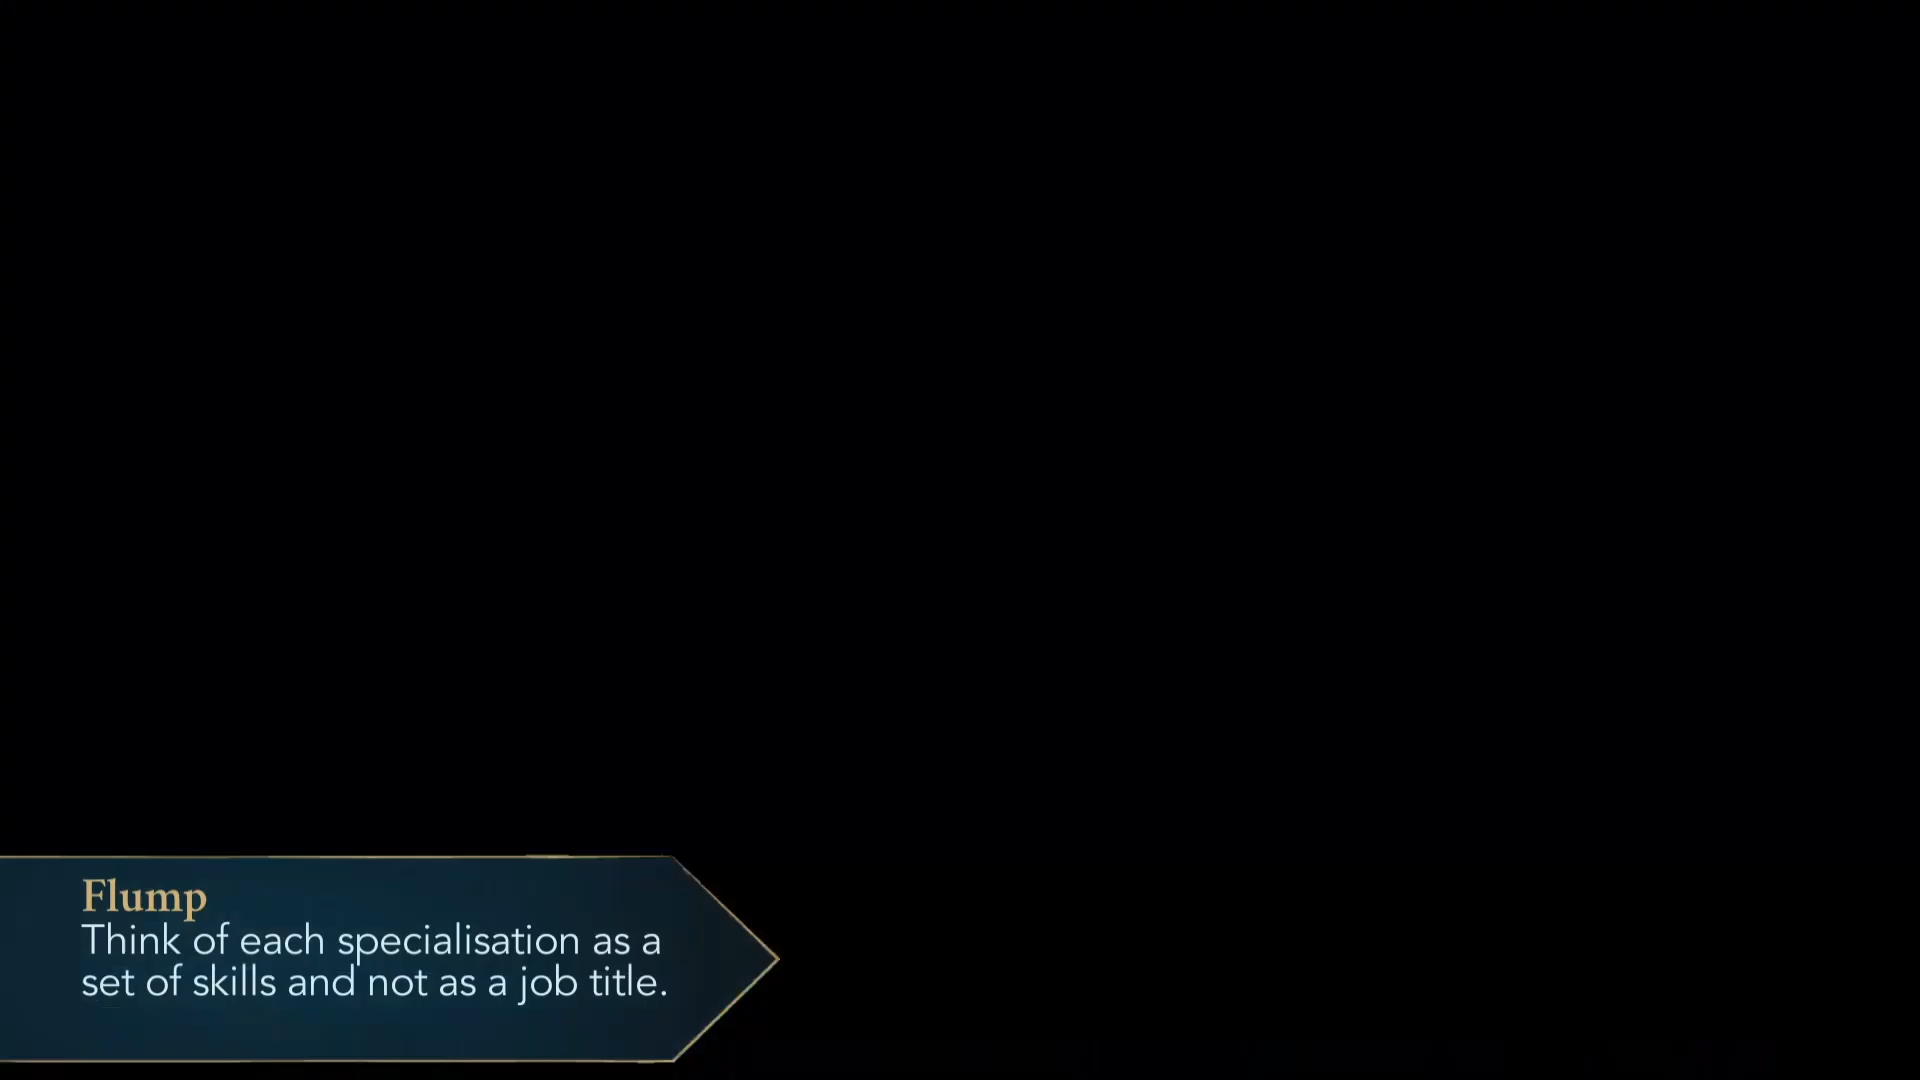 Flump
Think of each specialisation as a
set of skills and not as a job title.